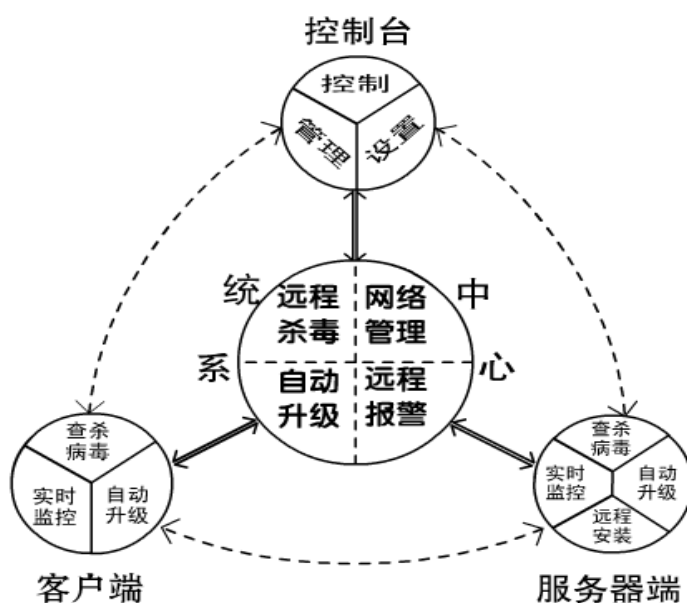 控制台
控制
管理
设置
系统中心
远程
杀毒
网络
管理
自动
升级
远程
报警
查杀
病毒
实时
监控
自动
升级
客户端
查杀
病毒
实时
监控
自动
升级
远程
安装
服务器端